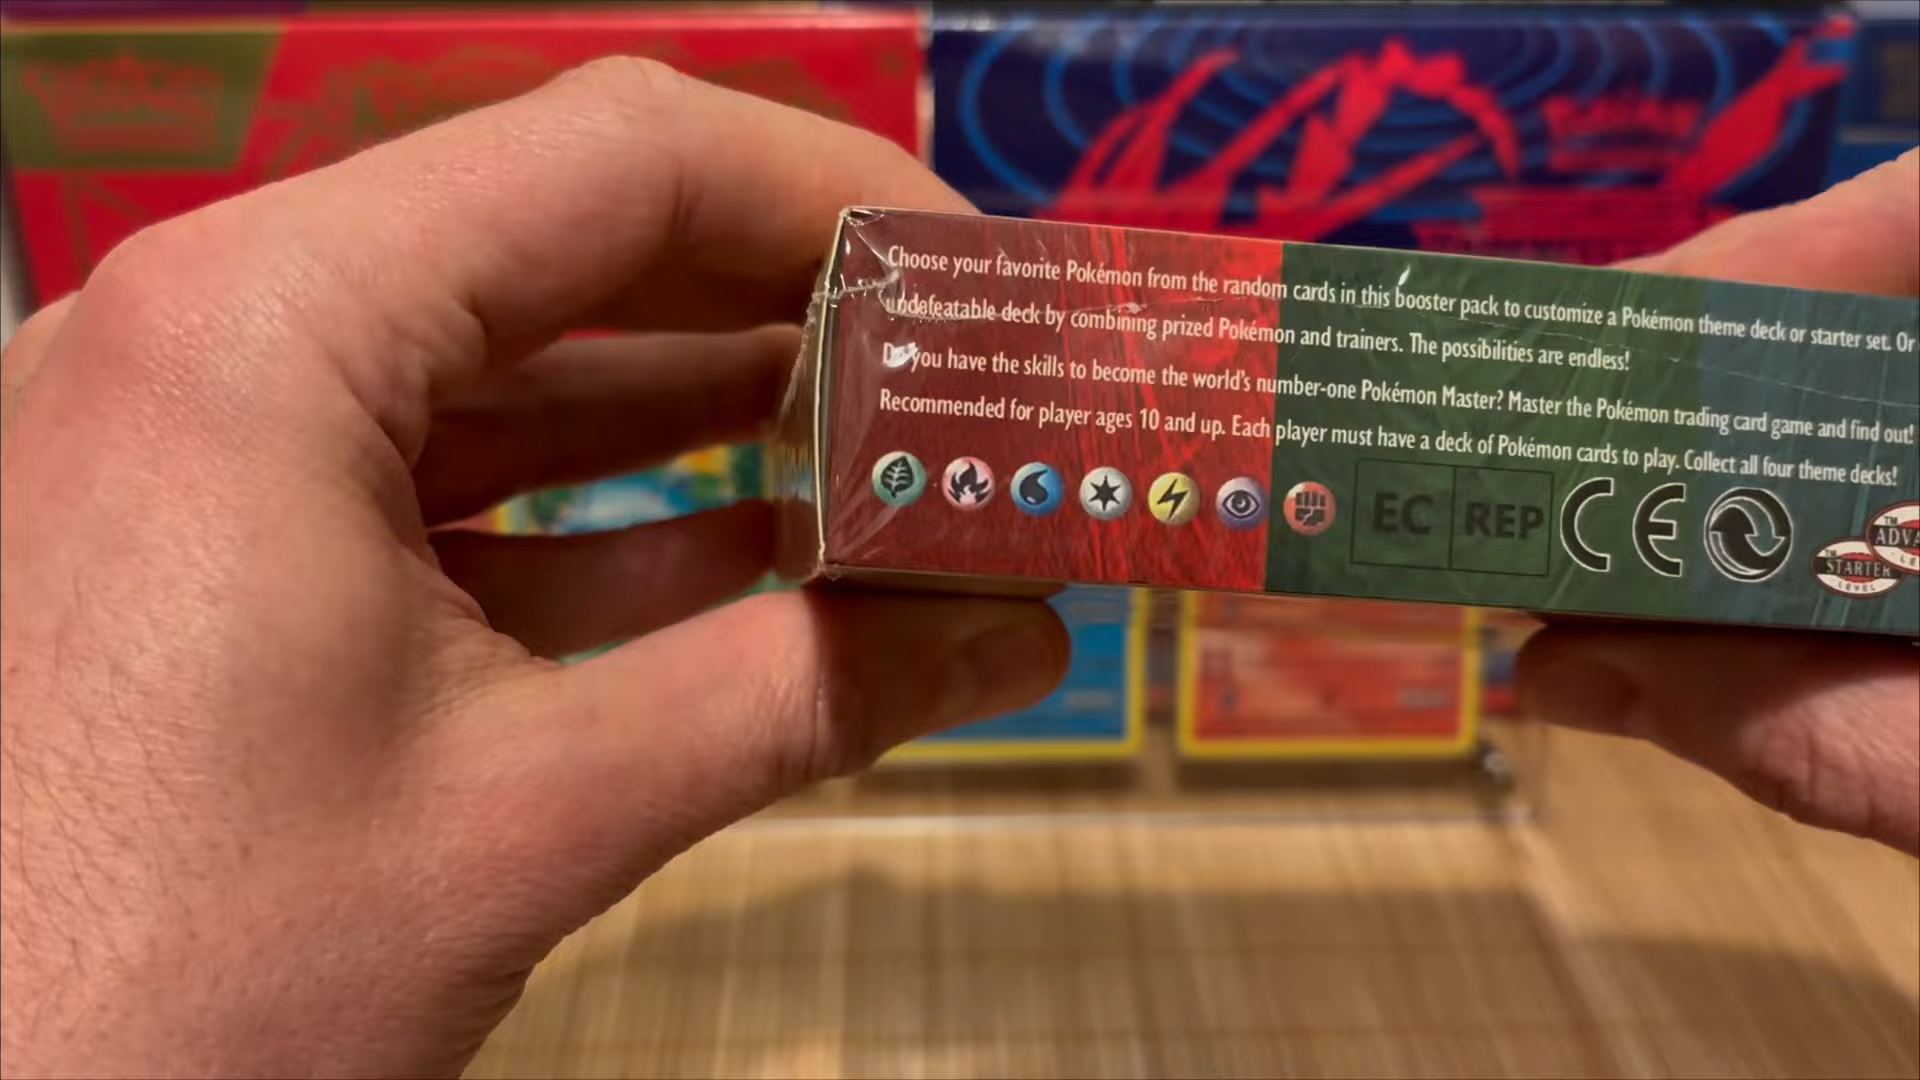 Choose your favorite Pokémon from the random cards in this booster pack to customize a Pokémon theme deck or starter set. Or
undefeatable deck by combining prized Pokémon and trainers. The possibilities are endless!
Do you have the skills to become the world's number-one Pokémon Master? Master the Pokémon trading card game and find out!
Recommended for player ages 10 and up. Each player must have a deck of Pokémon cards to play. Collect all four theme decks!
EC REP CE
STARTER
LEVEL